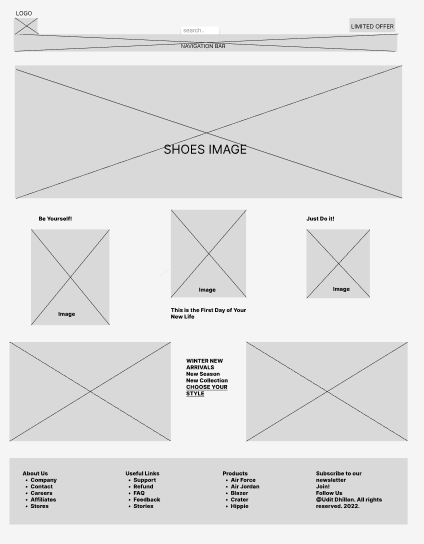 LOGO
LIMITED OFFER
search..
NAVIGATION BAR
SHOES IMAGE
Be Yourself!
Image
Image
This is the First Day of Your
New Life
Just Do it!
Image
WINTER NEW
ARRIVALS
New Season
New Collection
CHOOSE YOUR
STYLE
About Us
• Company
• Contact
• Careers
• Affiliates
• Stores
Useful Links
• Support
• Refund
• FAQ
• Feedback
• Stories
Products
• Air Force
• Air Jordan
• Blazer
• Crater
• Hippie
Subscribe to our
newsletter
Join!
Follow Us
@Udit Dhillon. All rights
reserved. 2022.